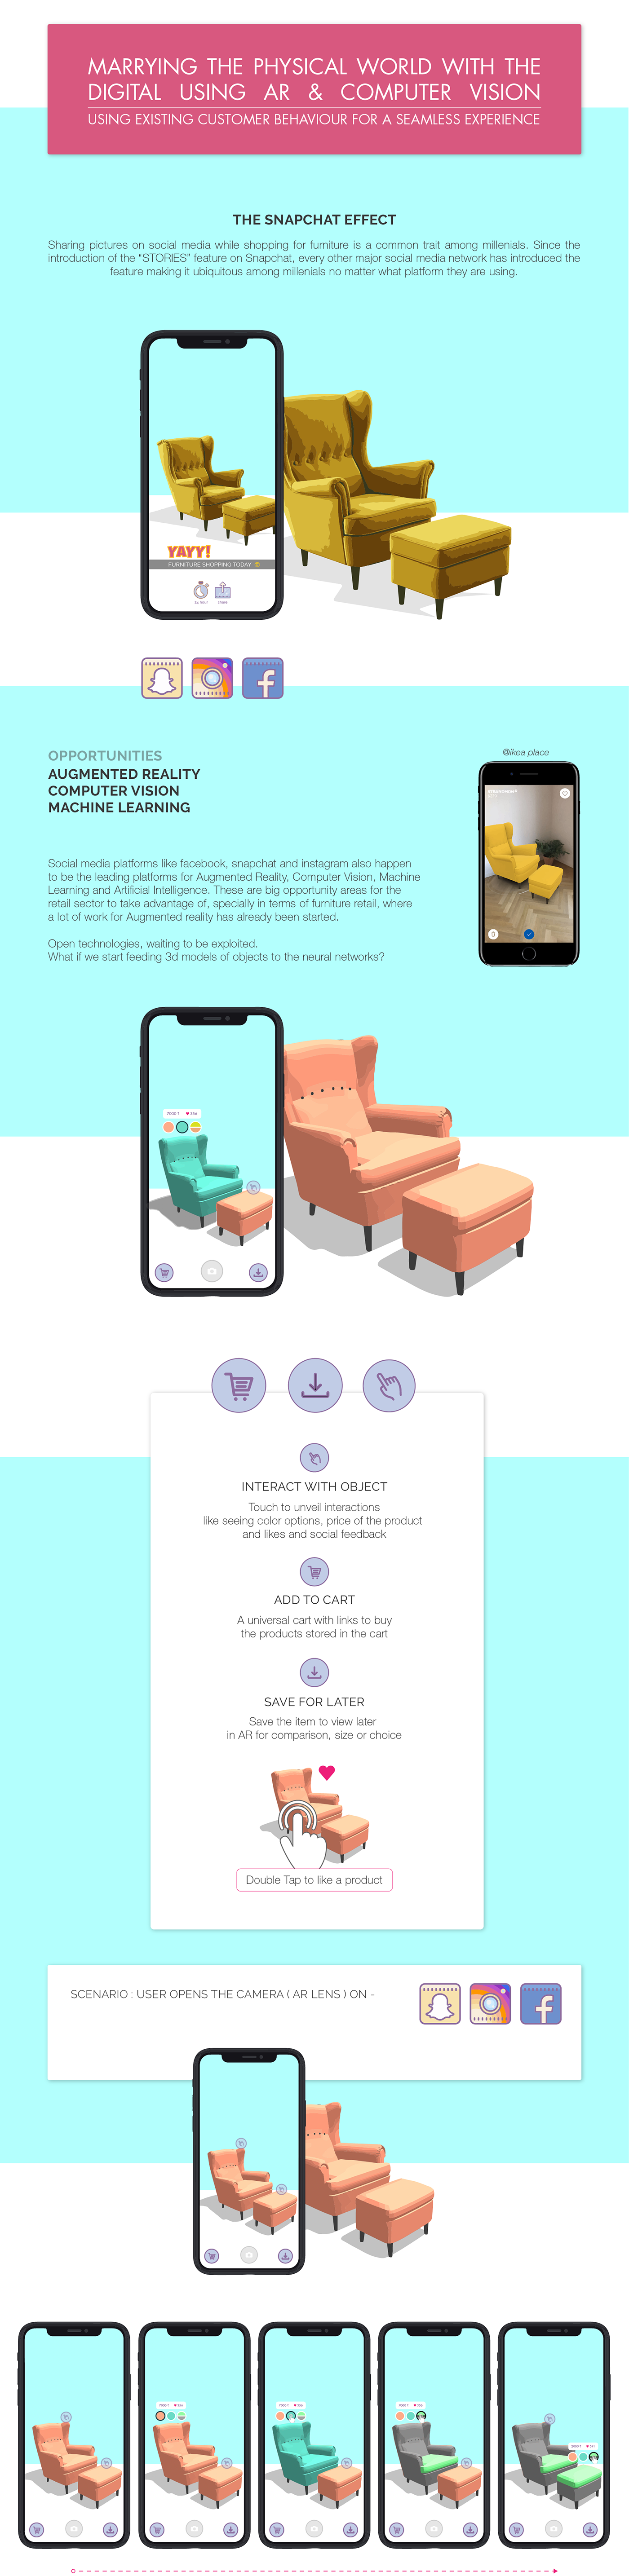 MARRYING THE PHYSICAL WORLD WITH THE
DIGITAL USING AR & COMPUTER VISION
USING EXISTING CUSTOMER BEHAVIOUR FOR A SEAMLESS EXPERIENCE
THE SNAPCHAT EFFECT
Sharing pictures on social media while shopping for furniture is a common trait among millenials. Since the
introduction of the "STORIES" feature on Snapchat, every other major social media network has introduced the
feature making it ubiquitous among millenials no matter what platform they are using.
YAYY!
FURNITURE SHOPPING TODAY
OPPORTUNITIES
AUGMENTED REALITY
COMPUTER VISION
MACHINE LEARNING
@ikea place
Social media platforms like facebook, snapchat and instagram also happen
to be the leading platforms for Augmented Reality, Computer Vision, Machine
Learning and Artificial Intelligence. These are big opportunity areas for the
retail sector to take advantage of, specially in terms of furniture retail, where
a lot of work for Augmented reality has already been started.
Open technologies, waiting to be exploited.
What if we start feeding 3d models of objects to the neural networks?
INTERACT WITH OBJECT
Touch to unveil interactions
like seeing color options, price of the product
and likes and social feedback
ADD TO CART
A universal cart with links to buy
the products stored in the cart
SAVE FOR LATER
Save the item to view later
in AR for comparison, size or choice
Double Tap to like a product
SCENARIO : USER OPENS THE CAMERA ( AR LENS ) ON -